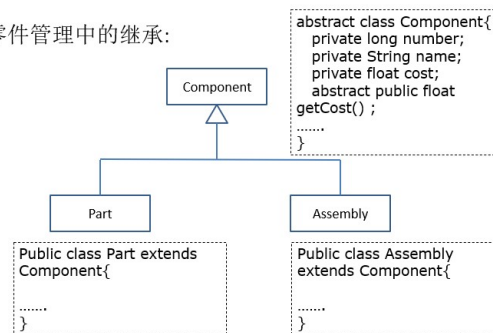 零件管理中的继承:
abstract class Component{
private long number;
private String name;
private float cost;
abstract public float
getCost() ;
…….
}
Component
Part
Assembly
Public class Part extends
Component{
…….
}
Public class Assembly
extends Component{
…….
}